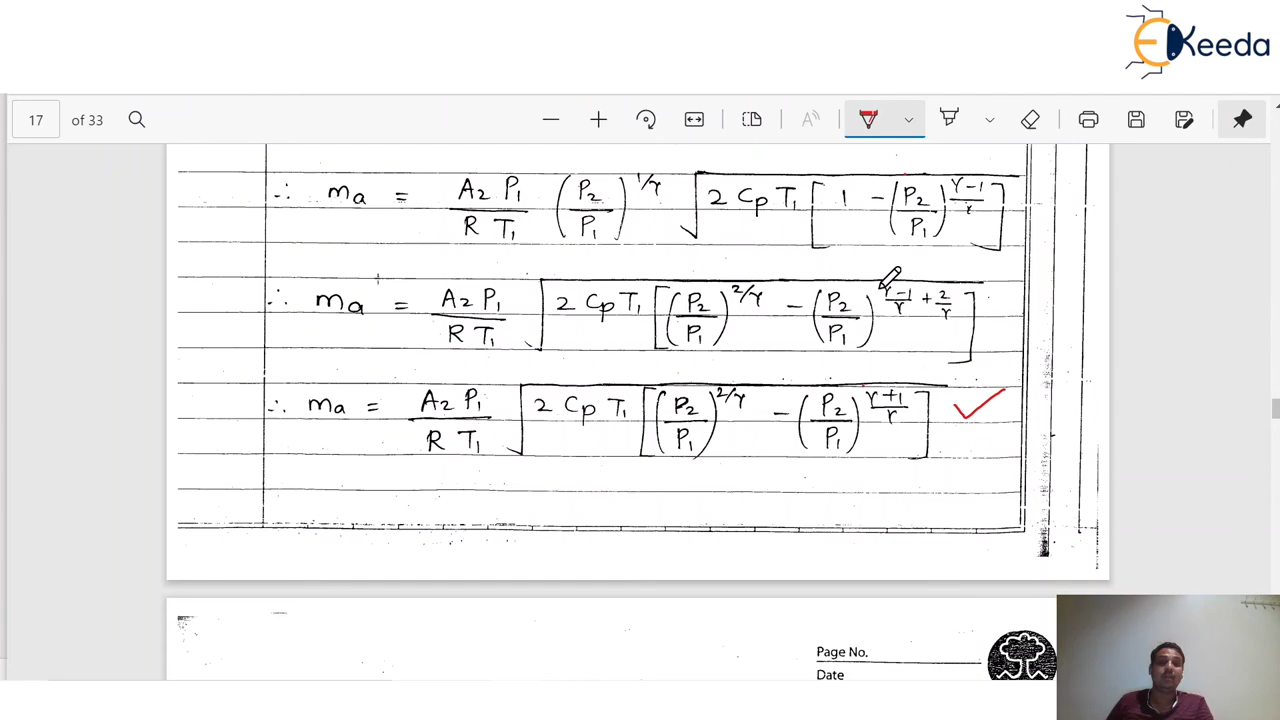 EKeeda
17 of 33
∴ ma = A2 P1 / R T1 (P2/P1)^1/γ √ 2 Cp T1 [ 1 − (P2/P1)^γ−1/γ ]
∴ ma = A2 P1 / R T1 √ 2 Cp T1 [ (P2/P1)^2/γ − (P2/P1)^γ−1/γ + 2/γ ]
∴ ma = A2 P1 / R T1 √ 2 Cp T1 [ (P2/P1)^2/γ − (P2/P1)^γ+1/γ ]
Page No.
Date